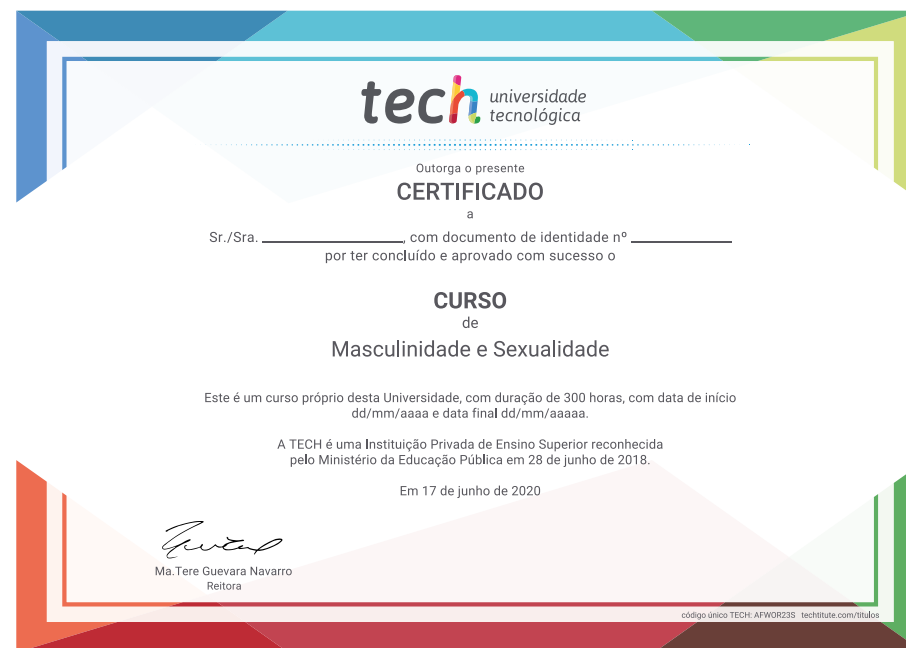 tech universidade
tecnológica
Outorga o presente
CERTIFICADO
a
Sr./Sra. ____________, com documento de identidade nº ____________
por ter concluído e aprovado com sucesso o
CURSO
de
Masculinidade e Sexualidade
Este é um curso próprio desta Universidade, com duração de 300 horas, com data de início
dd/mm/aaaa e data final dd/mm/aaaaa.
A TECH é uma Instituição Privada de Ensino Superior reconhecida
pelo Ministério da Educação Pública em 28 de junho de 2018.
Em 17 de junho de 2020
Ma.Tere Guevara Navarro
Reitora
código único TECH: AFWOR23S techtitute.com/titulos